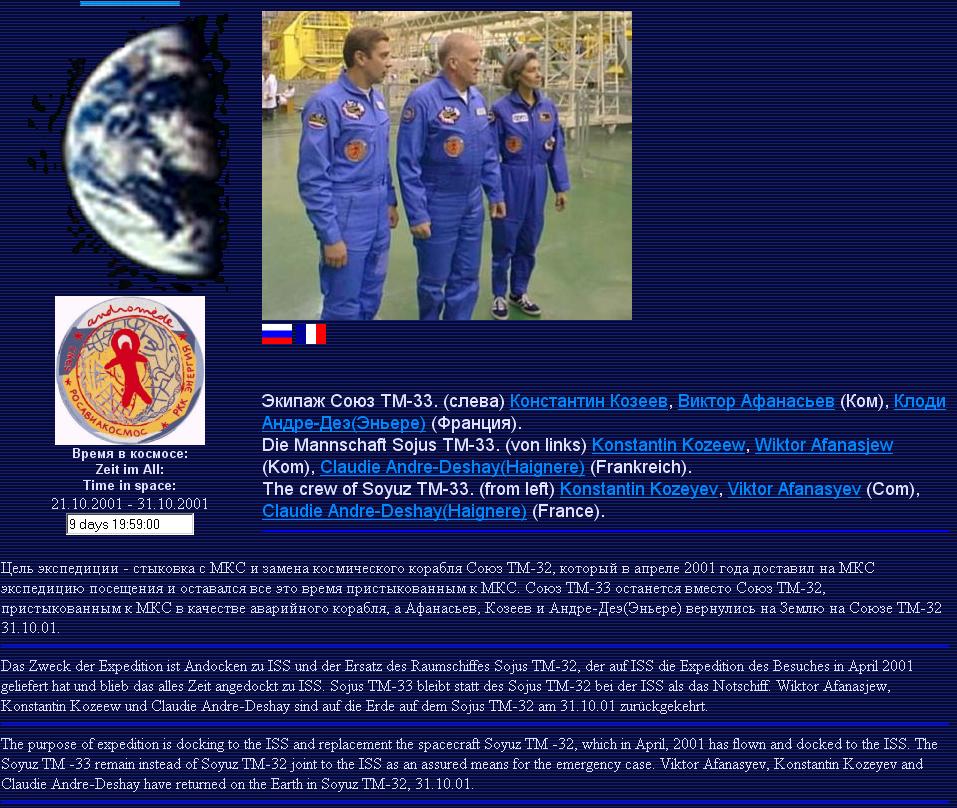 andromède
CNES
РОСАВИАКОСМОС
РКК ЭНЕРГИЯ
Время в космосе:
Zeit im All:
Time in space:
21.10.2001 - 31.10.2001
9 days 19:59:00
Экипаж Союз ТМ-33. (слева) Константин Козеев, Виктор Афанасьев (Ком), Клоди
Андре-Деэ(Эньере) (Франция).
Die Mannschaft Sojus TM-33. (von links) Konstantin Kozeew, Wiktor Afanasjew
(Kom), Claudie Andre-Deshay(Haignere) (Frankreich).
The crew of Soyuz TM-33. (from left) Konstantin Kozeyev, Viktor Afanasyev (Com),
Claudie Andre-Deshay(Haignere) (France).
Цель экспедиции - стыковка с МКС и замена космического корабля Союз ТМ-32, который в апреле 2001 года доставил на МКС
экспедицию посещения и оставался все это время пристыкованным к МКС. Союз ТМ-33 останется вместо Союз ТМ-32,
пристыкованным к МКС в качестве аварийного корабля, а Афанасьев, Козеев и Андре-Деэ(Эньере) вернулись на Землю на Союзе ТМ-32
31.10.01.
Das Zweck der Expedition ist Andocken zu ISS und der Ersatz des Raumschiffes Sojus TM-32, der auf ISS die Expedition des Besuches in April 2001
geliefert hat und blieb das alles Zeit angedockt zu ISS. Sojus TM-33 bleibt statt des Sojus TM-32 bei der ISS als das Notschiff. Wiktor Afanasjew,
Konstantin Kozeew und Claudie Andre-Deshay sind auf die Erde auf dem Sojus TM-32 am 31.10.01 zurückgekehrt.
The purpose of expedition is docking to the ISS and replacement the spacecraft Soyuz TM -32, which in April, 2001 has flown and docked to the ISS. The
Soyuz TM -33 remain instead of Soyuz TM-32 joint to the ISS as an assured means for the emergency case. Viktor Afanasyev, Konstantin Kozeyev and
Claudie Andre-Deshay have returned on the Earth in Soyuz TM-32, 31.10.01.